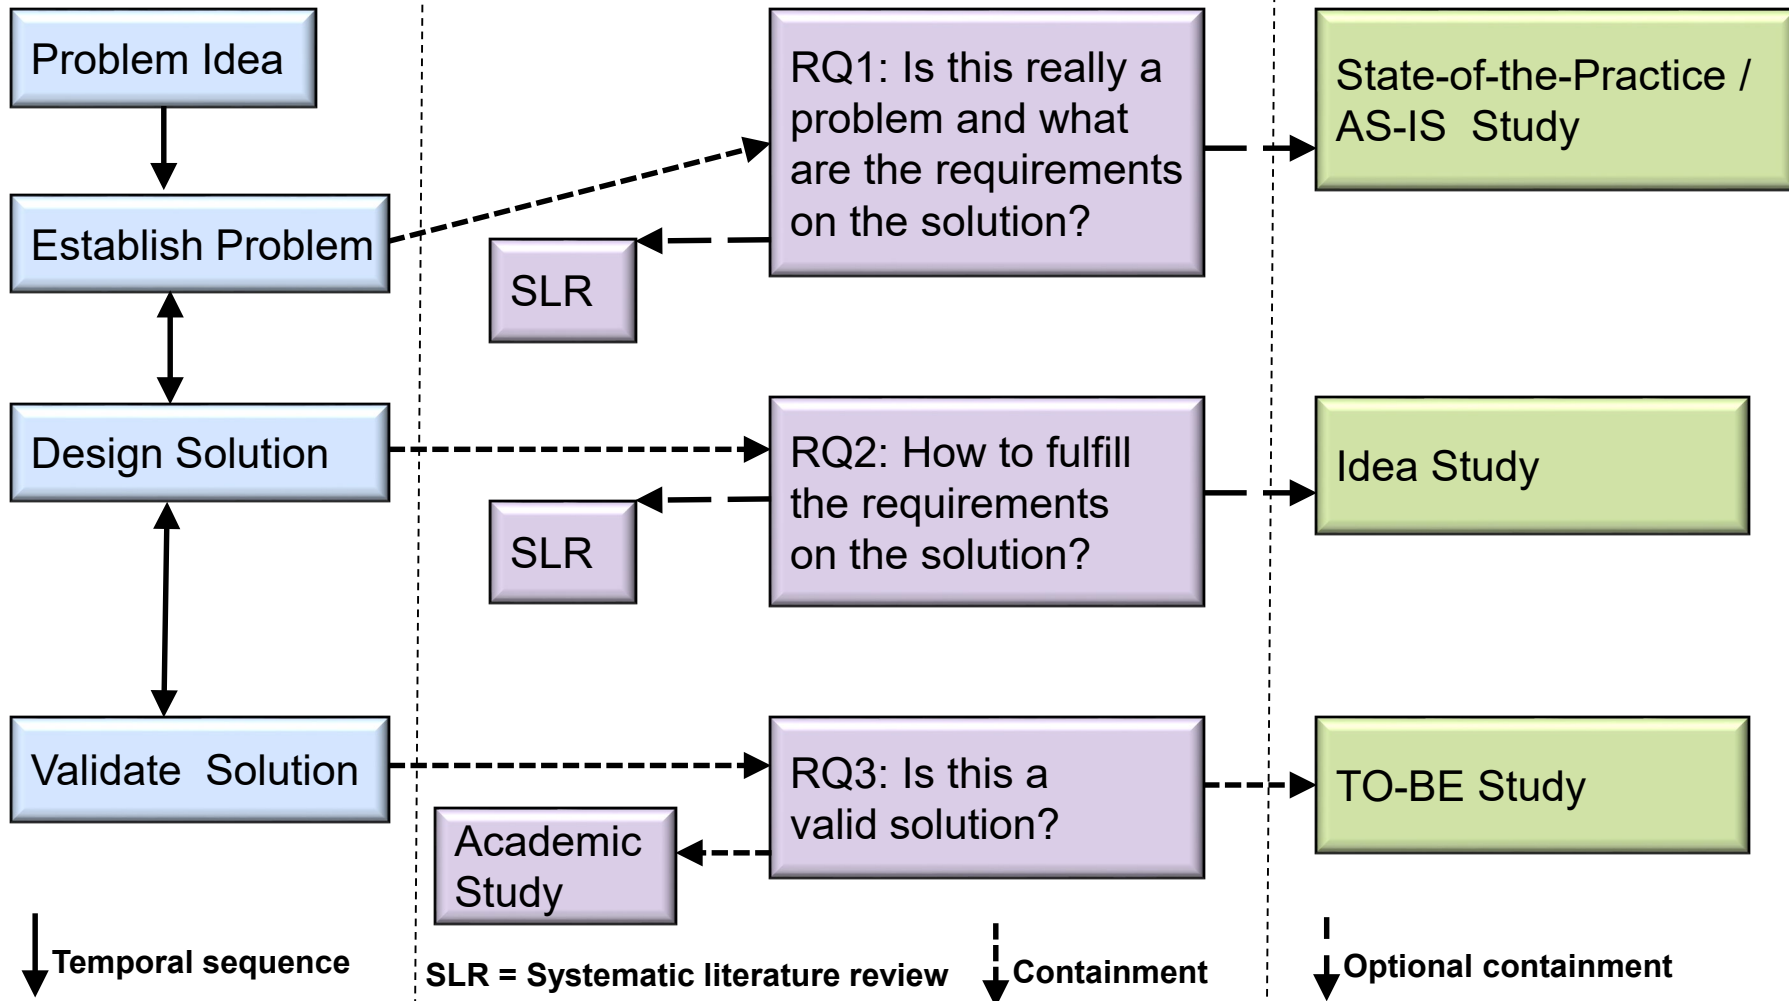 Problem Idea
Establish Problem
Design Solution
Validate  Solution
Temporal sequence
RQ1: Is this really a
problem and what
are the requirements
on the solution?
SLR
RQ2: How to fulfill
the requirements
on the solution?
SLR
RQ3: Is this a
valid solution?
Academic
Study
SLR = Systematic literature review
Containment
State-of-the-Practice /
AS-IS  Study
Idea Study
TO-BE Study
Optional containment